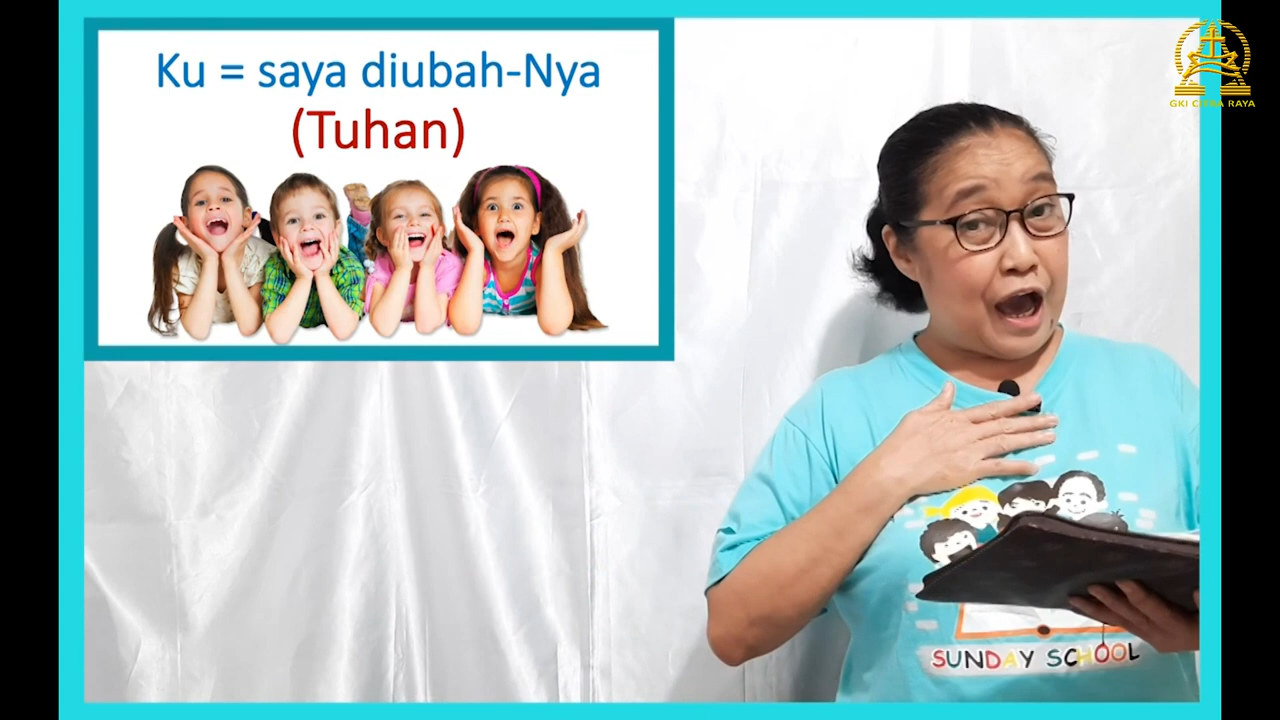 Ku = saya diubah-Nya
(Tuhan)
GKI CITRA RAYA
SUNDAY SCHOOL